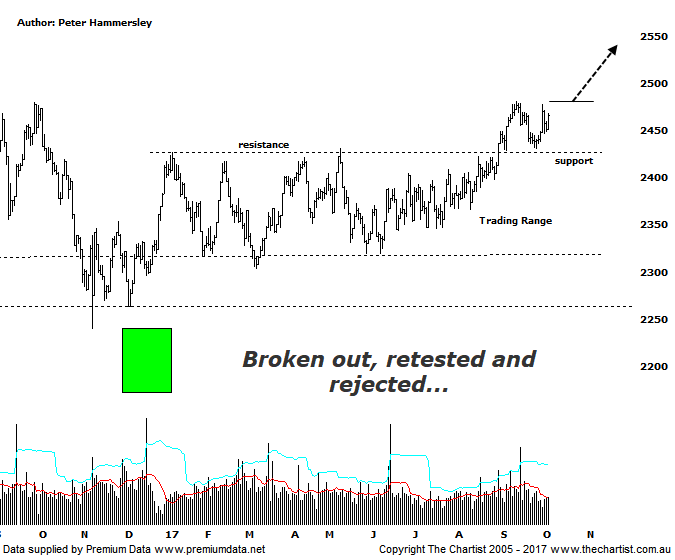 Author: Peter Hammersley
2550
2500
2450
2400
2350
2300
2250
2200
resistance
support
Trading Range
Broken out, retested and
rejected...
O N D 17 F M A M J J A S O N
Data supplied by Premium Data www.premiumdata.net
Copyright The Chartist 2005 - 2017 www.thechartist.com.au